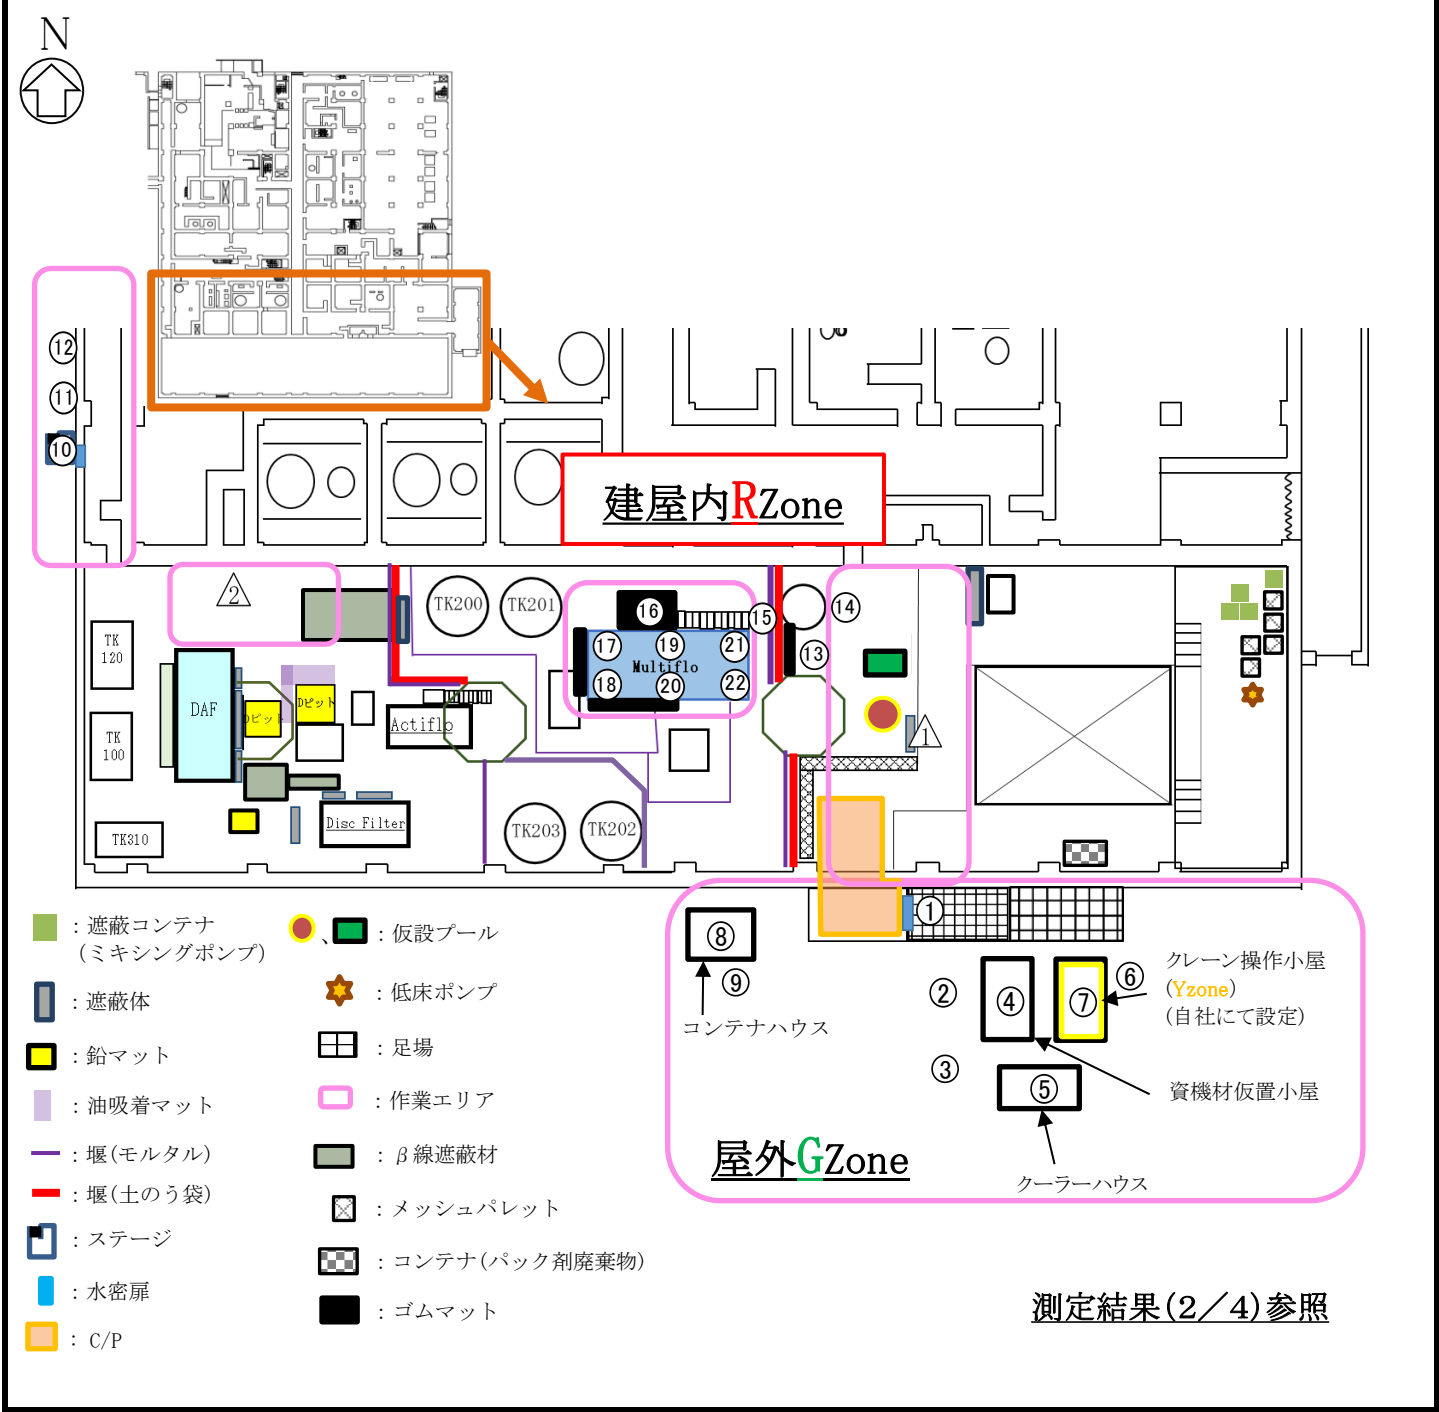 N
⑫
⑪
⑩
建屋内RZone
2
TK200
TK201
⑯
⑮
⑭
TK
120
⑰
⑲
㉑
⑬
Multiflo
⑱
⑳
㉒
DAF
Dピット
Dピット
Actiflo
1
TK
100
TK310
Disc Filter
TK203
TK202
①
⑧
⑨
コンテナハウス
②
④
⑦
⑥
クレーン操作小屋
(Yzone)
(自社にて設定)
③
⑤
資機材仮置小屋
クーラーハウス
屋外GZone
：遮蔽コンテナ
(ミキシングポンプ)
：遮蔽体
：鉛マット
：油吸着マット
：堰(モルタル)
：堰(土のう袋)
：ステージ
：水密扉
：C/P
、：仮設プール
：低床ポンプ
：足場
：作業エリア
：β線遮蔽材
：メッシュパレット
：コンテナ(パック剤廃棄物)
：ゴムマット
測定結果(2／4)参照